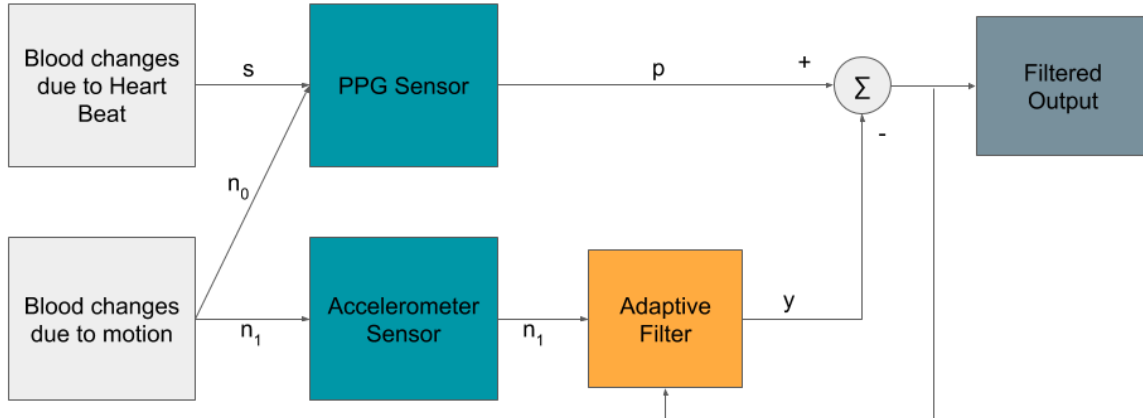 Blood changes
due to Heart
Beat
s
PPG Sensor
p
+
Σ
-
Filtered
Output
n₀
Blood changes
due to motion
n₁
Accelerometer
Sensor
n₁
Adaptive
Filter
y